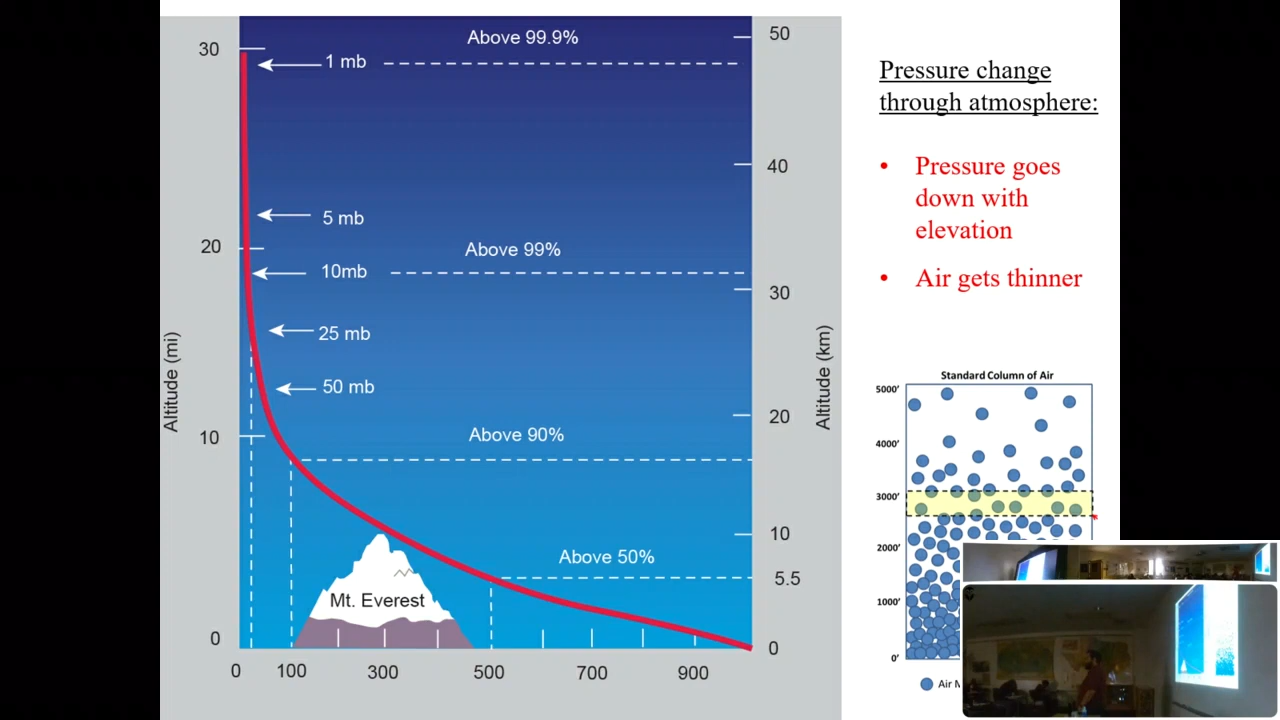 Above 99.9%
30
50
1 mb
40
5 mb
20
Above 99%
10mb
30
25 mb
50 mb
Altitude (mi)
Altitude (km)
20
10
Above 90%
10
Above 50%
5.5
Mt. Everest
0
0
0
100
300
500
700
900
Pressure change
through atmosphere:
• Pressure goes
down with
elevation
• Air gets thinner
Standard Column of Air
5000'
4000'
3000'
2000'
1000'
0'
Air